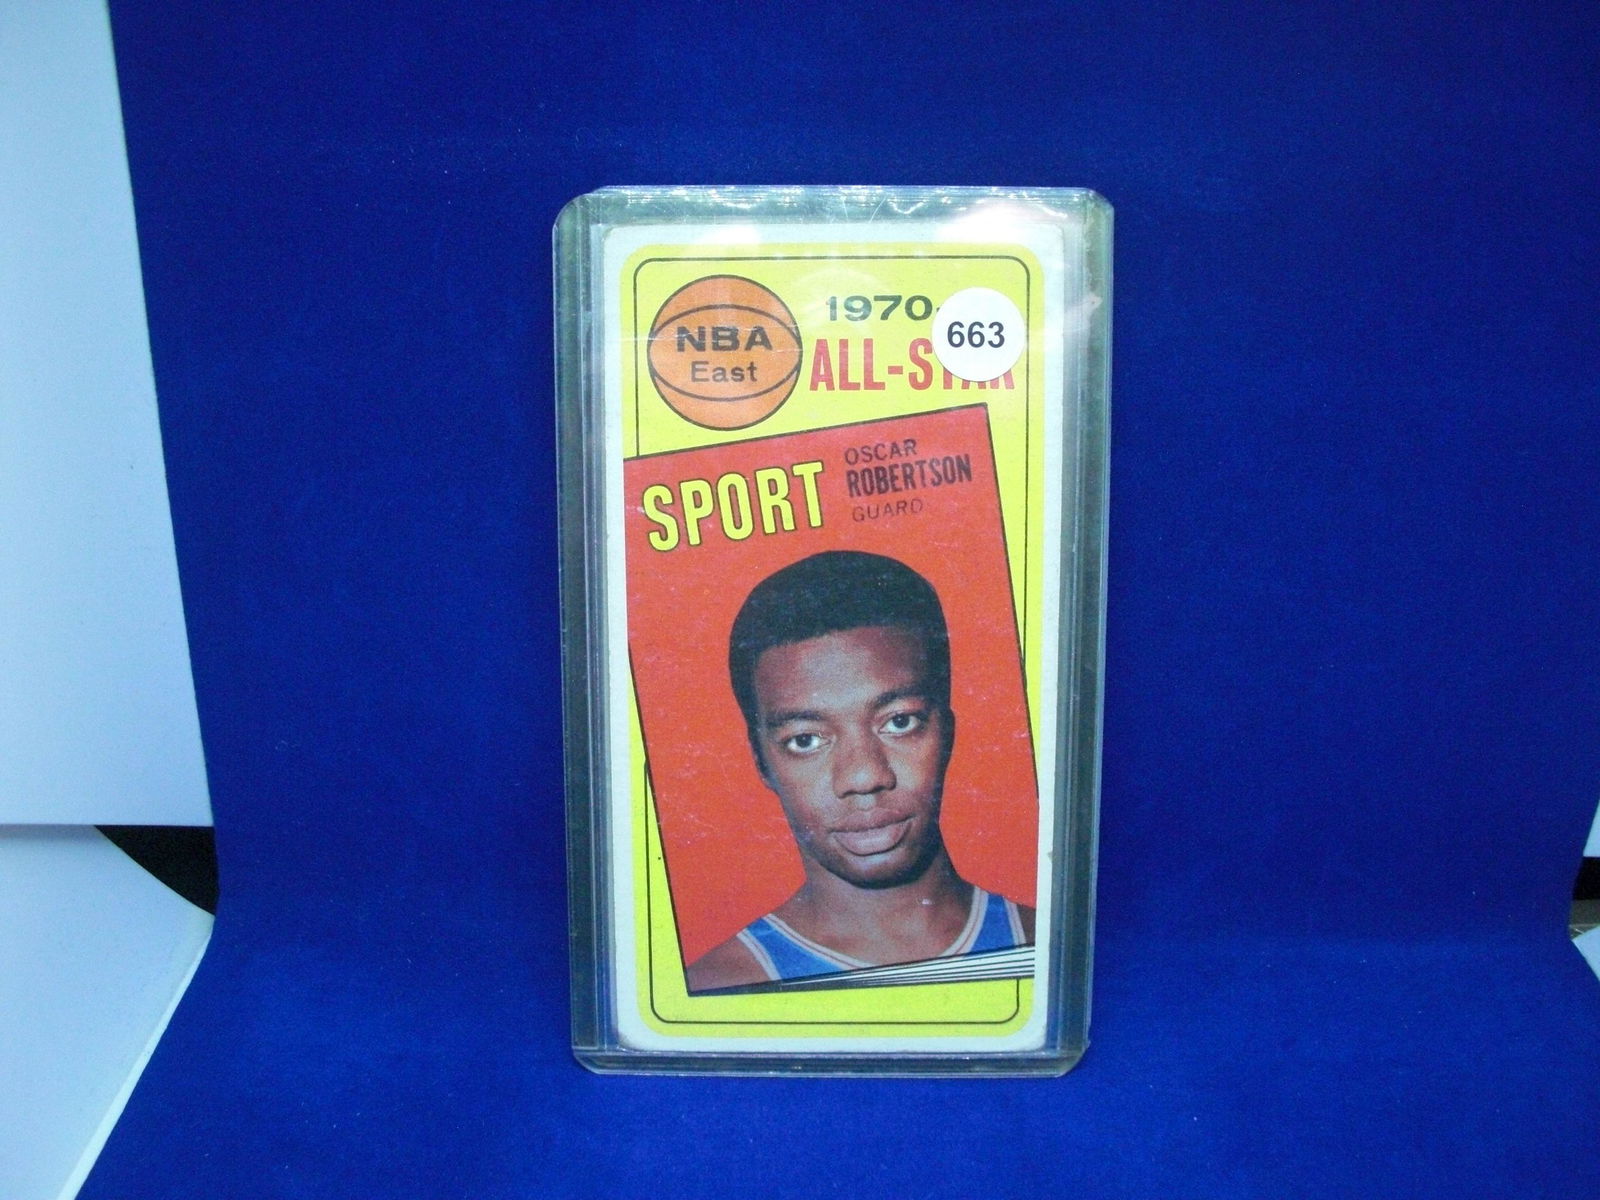 NBA
East
1970-
663
ALL-STAR
SPORT
OSCAR
ROBERTSON
GUARD